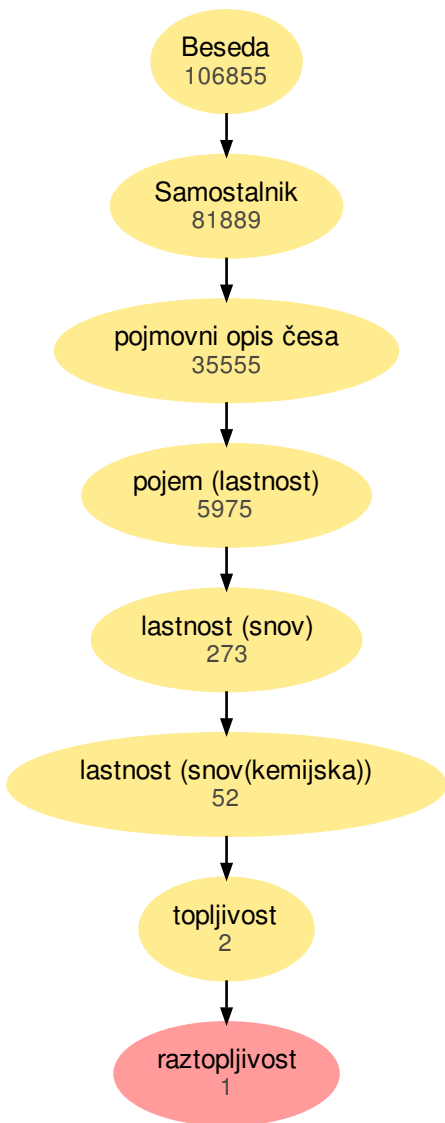 Beseda
106855
Samostalnik
81889
pojmovni opis česa
35555
pojem (lastnost)
5975
lastnost (snov)
273
lastnost (snov(kemijska))
52
topljivost
2
raztopljivost
1